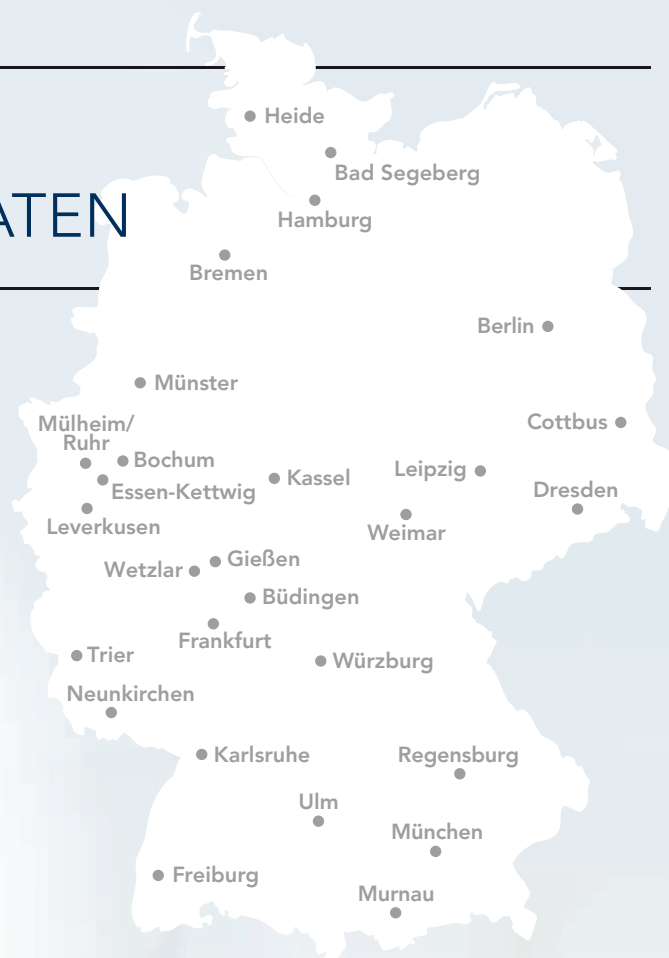 Heide
Bad Segeberg
ATEN
Hamburg
Bremen
Berlin
Münster
Mülheim/
Ruhr
Cottbus
Bochum
Leipzig
Kassel
Essen-Kettwig
Dresden
Leverkusen
Weimar
Gießen
Wetzlar
Büdingen
Frankfurt
Trier
Würzburg
Neunkirchen
Karlsruhe
Regensburg
Ulm
München
Freiburg
Murnau